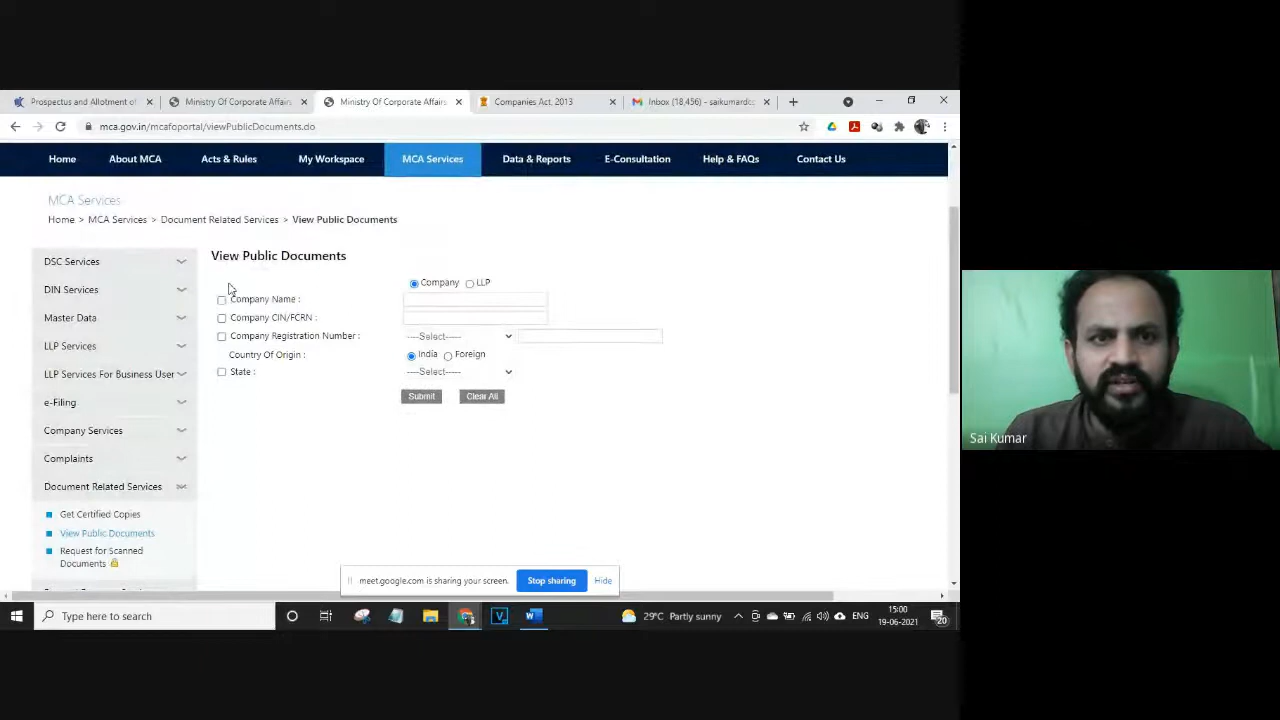 Prospectus and Allotment of
Ministry Of Corporate Affairs
Ministry Of Corporate Affairs
Companies Act, 2013
Inbox (18,456) - saikumardc
mca.gov.in/mcafoportal/viewPublicDocuments.do
Home About MCA Acts & Rules My Workspace MCA Services Data & Reports E-Consultation Help & FAQs Contact Us
MCA Services
Home > MCA Services > Document Related Services > View Public Documents
DSC Services
DIN Services
Master Data
LLP Services
LLP Services For Business User
e-Filing
Company Services
Complaints
Document Related Services
Get Certified Copies
View Public Documents
Request for Scanned
Documents
View Public Documents
Company LLP
Company Name :
Company CIN/FCRN :
Company Registration Number : ----Select-----
Country Of Origin : India Foreign
State : ----Select-----
Submit Clear All
meet.google.com is sharing your screen. Stop sharing Hide
Type here to search
29°C Partly sunny
ENG
15:00
19-06-2021
20
Sai Kumar